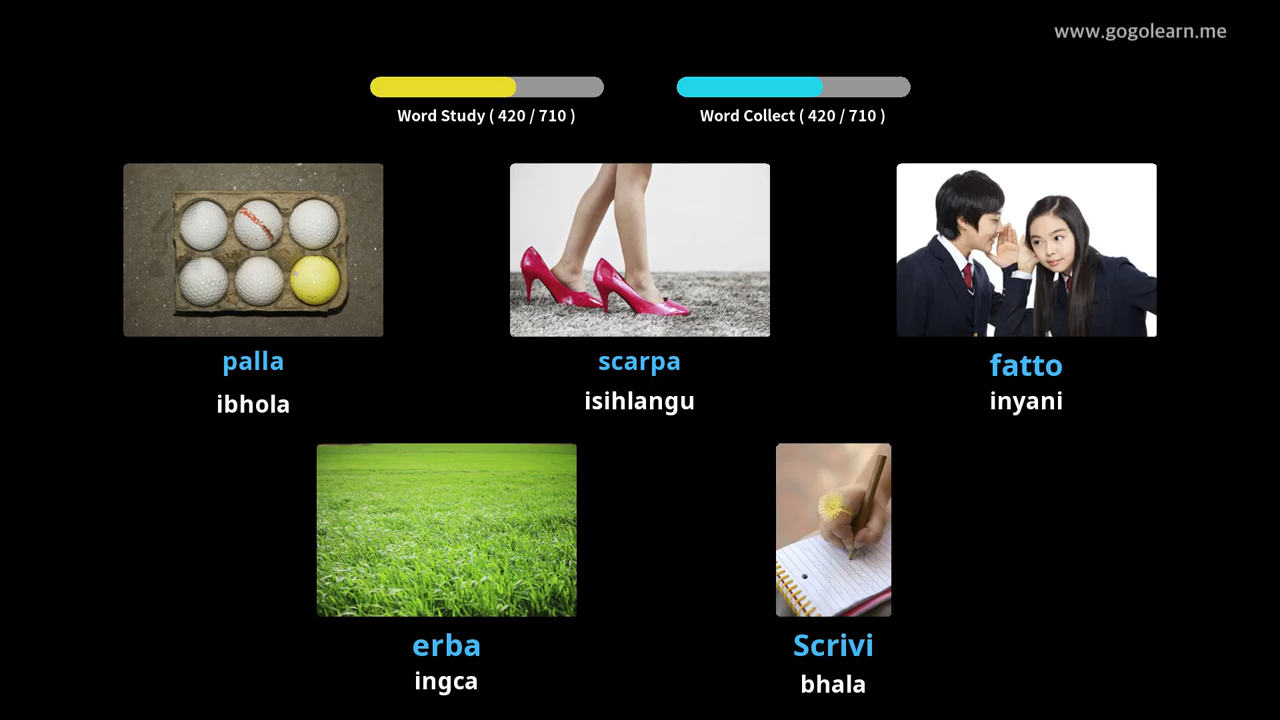 www.gogolearn.me
Word Study ( 420 / 710 )
Word Collect ( 420 / 710 )
palla
ibhola
scarpa
isihlangu
fatto
inyani
erba
ingca
Scrivi
bhala